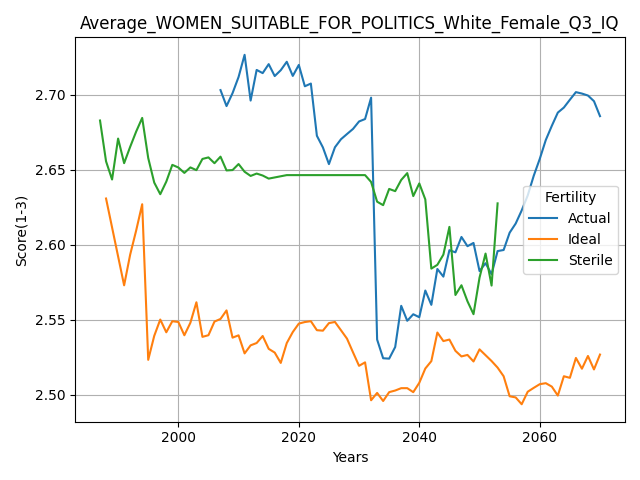 Average_WOMEN_SUITABLE_FOR_POLITICS_White_Female_Q3_IQ
Score(1-3)
2.70
2.65
2.60
2.55
2.50
Fertility
Actual
Ideal
Sterile
2000
2020
2040
2060
Years